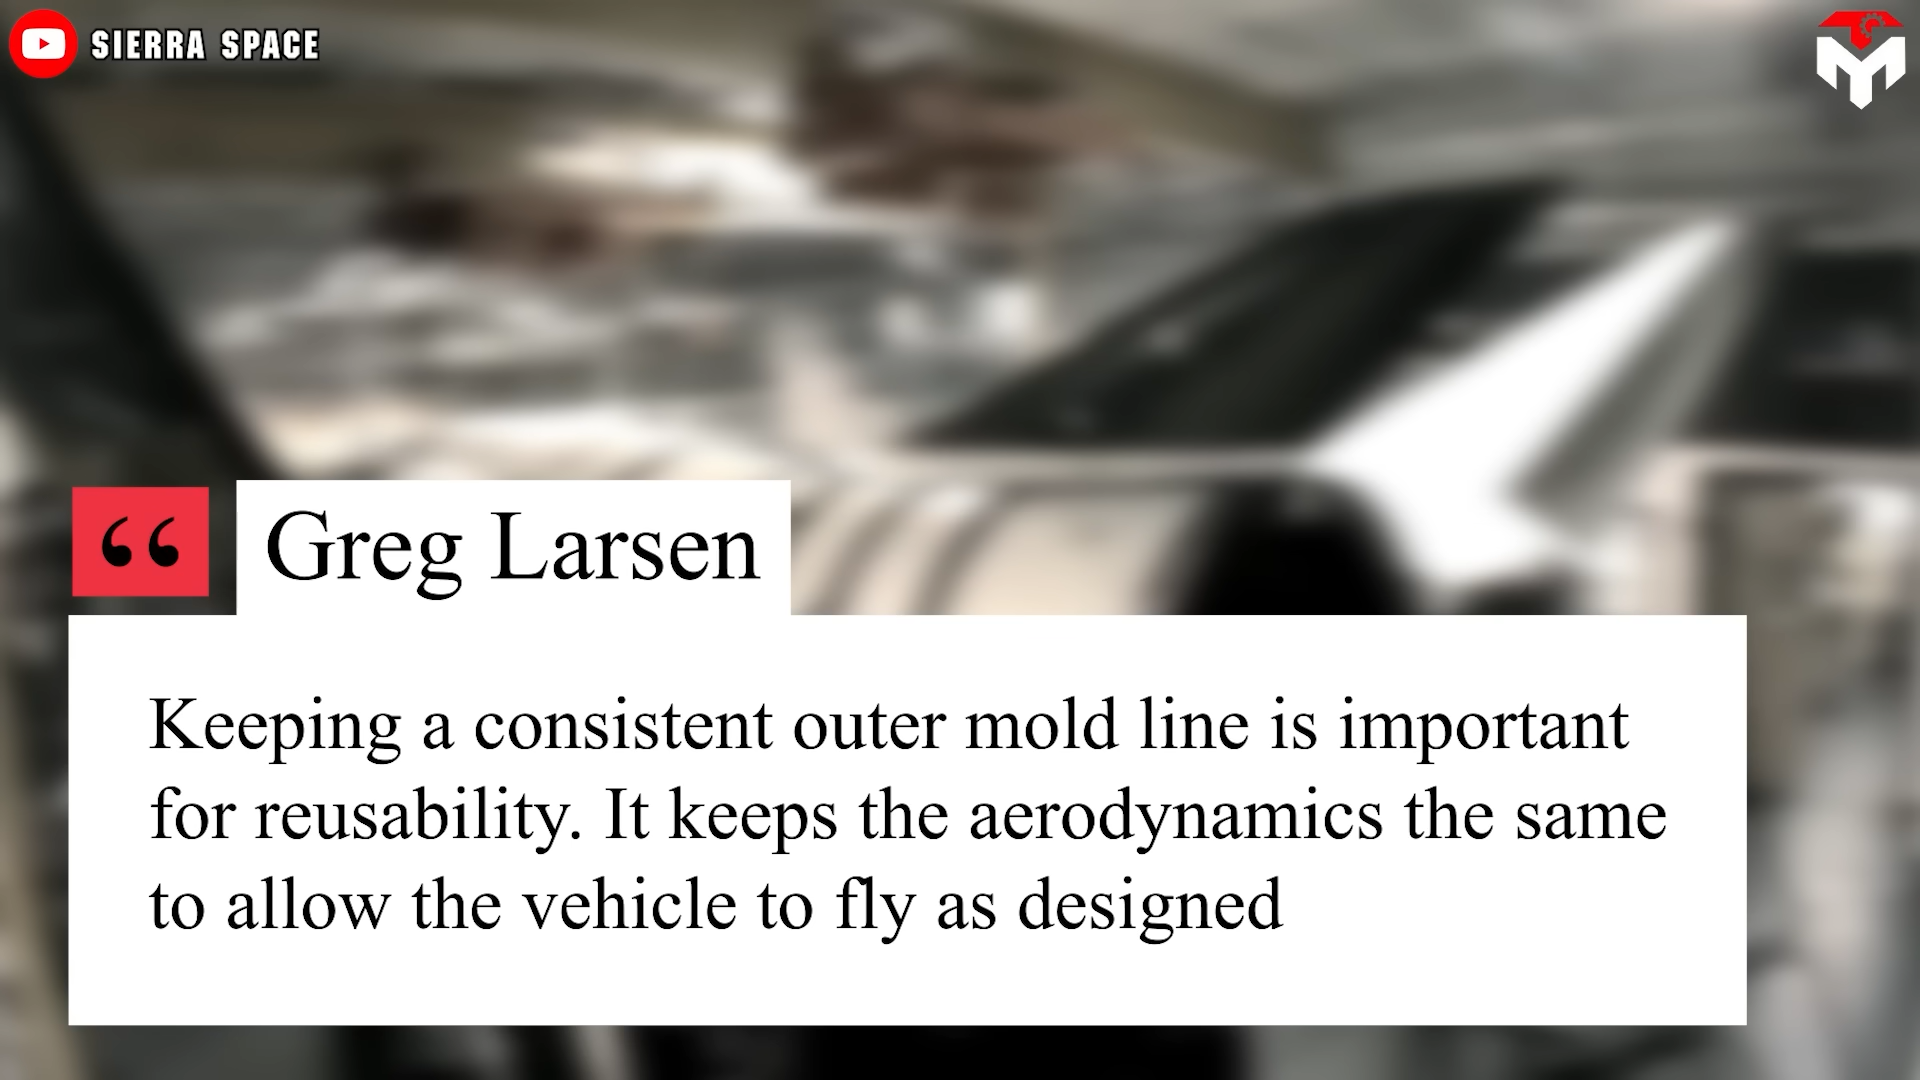 SIERRA SPACE
“ Greg Larsen
Keeping a consistent outer mold line is important
for reusability. It keeps the aerodynamics the same
to allow the vehicle to fly as designed